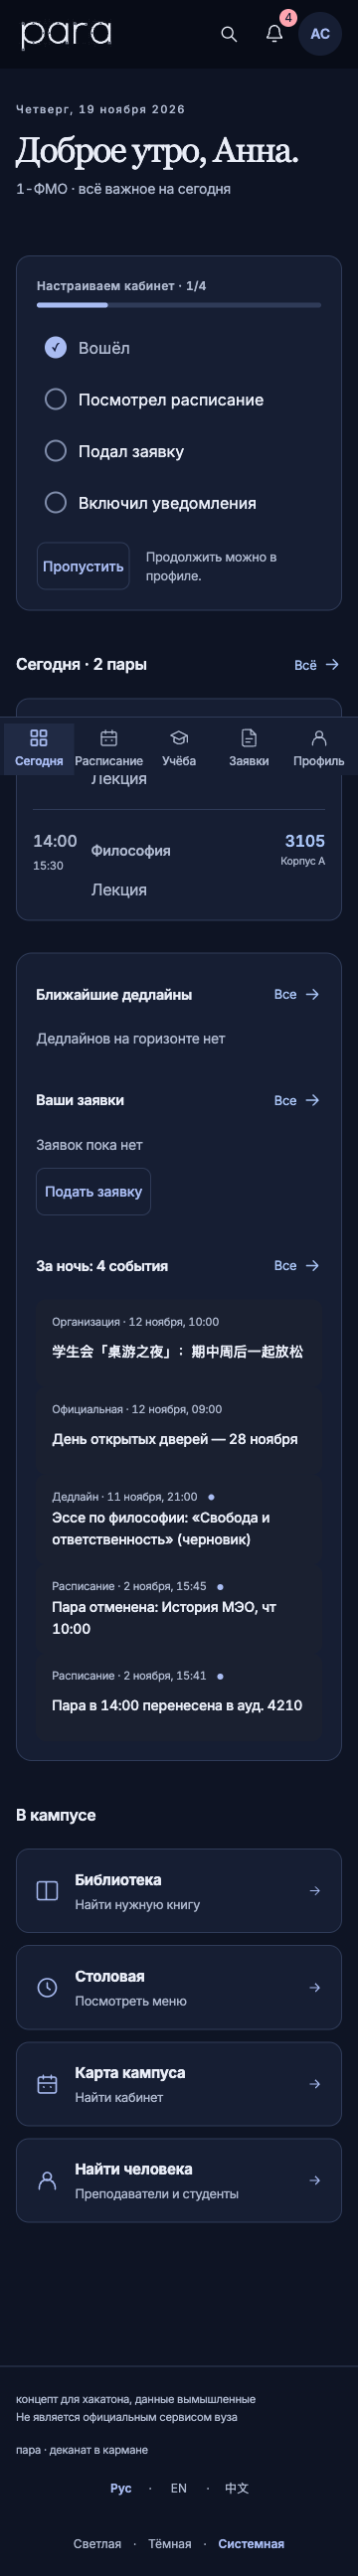 para
4
АС
Четверг, 19 ноября 2026
Доброе утро, Анна.
1-ФМО · всё важное на сегодня
Настраиваем кабинет · 1/4
Вошёл
Посмотрел расписание
Подал заявку
Включил уведомления
Пропустить
Продолжить можно в
профиле.
Сегодня · 2 пары
Всё →
Сегодня
Расписание
Учёба
Заявки
Профиль
Лекция
14:00
15:30
Философия
Лекция
3105
Корпус А
Ближайшие дедлайны
Все →
Дедлайнов на горизонте нет
Ваши заявки
Все →
Заявок пока нет
Подать заявку
За ночь: 4 события
Все →
Организация · 12 ноября, 10:00
学生会「桌游之夜」：期中周后一起放松
Официальная · 12 ноября, 09:00
День открытых дверей — 28 ноября
Дедлайн · 11 ноября, 21:00
Эссе по философии: «Свобода и
ответственность» (черновик)
Расписание · 2 ноября, 15:45
Пара отменена: История МЭО, чт
10:00
Расписание · 2 ноября, 15:41
Пара в 14:00 перенесена в ауд. 4210
В кампусе
Библиотека
Найти нужную книгу
Столовая
Посмотреть меню
Карта кампуса
Найти кабинет
Найти человека
Преподаватели и студенты
концепт для хакатона, данные вымышленные
Не является официальным сервисом вуза
пара · деканат в кармане
Рус · EN · 中文
Светлая · Тёмная · Системная